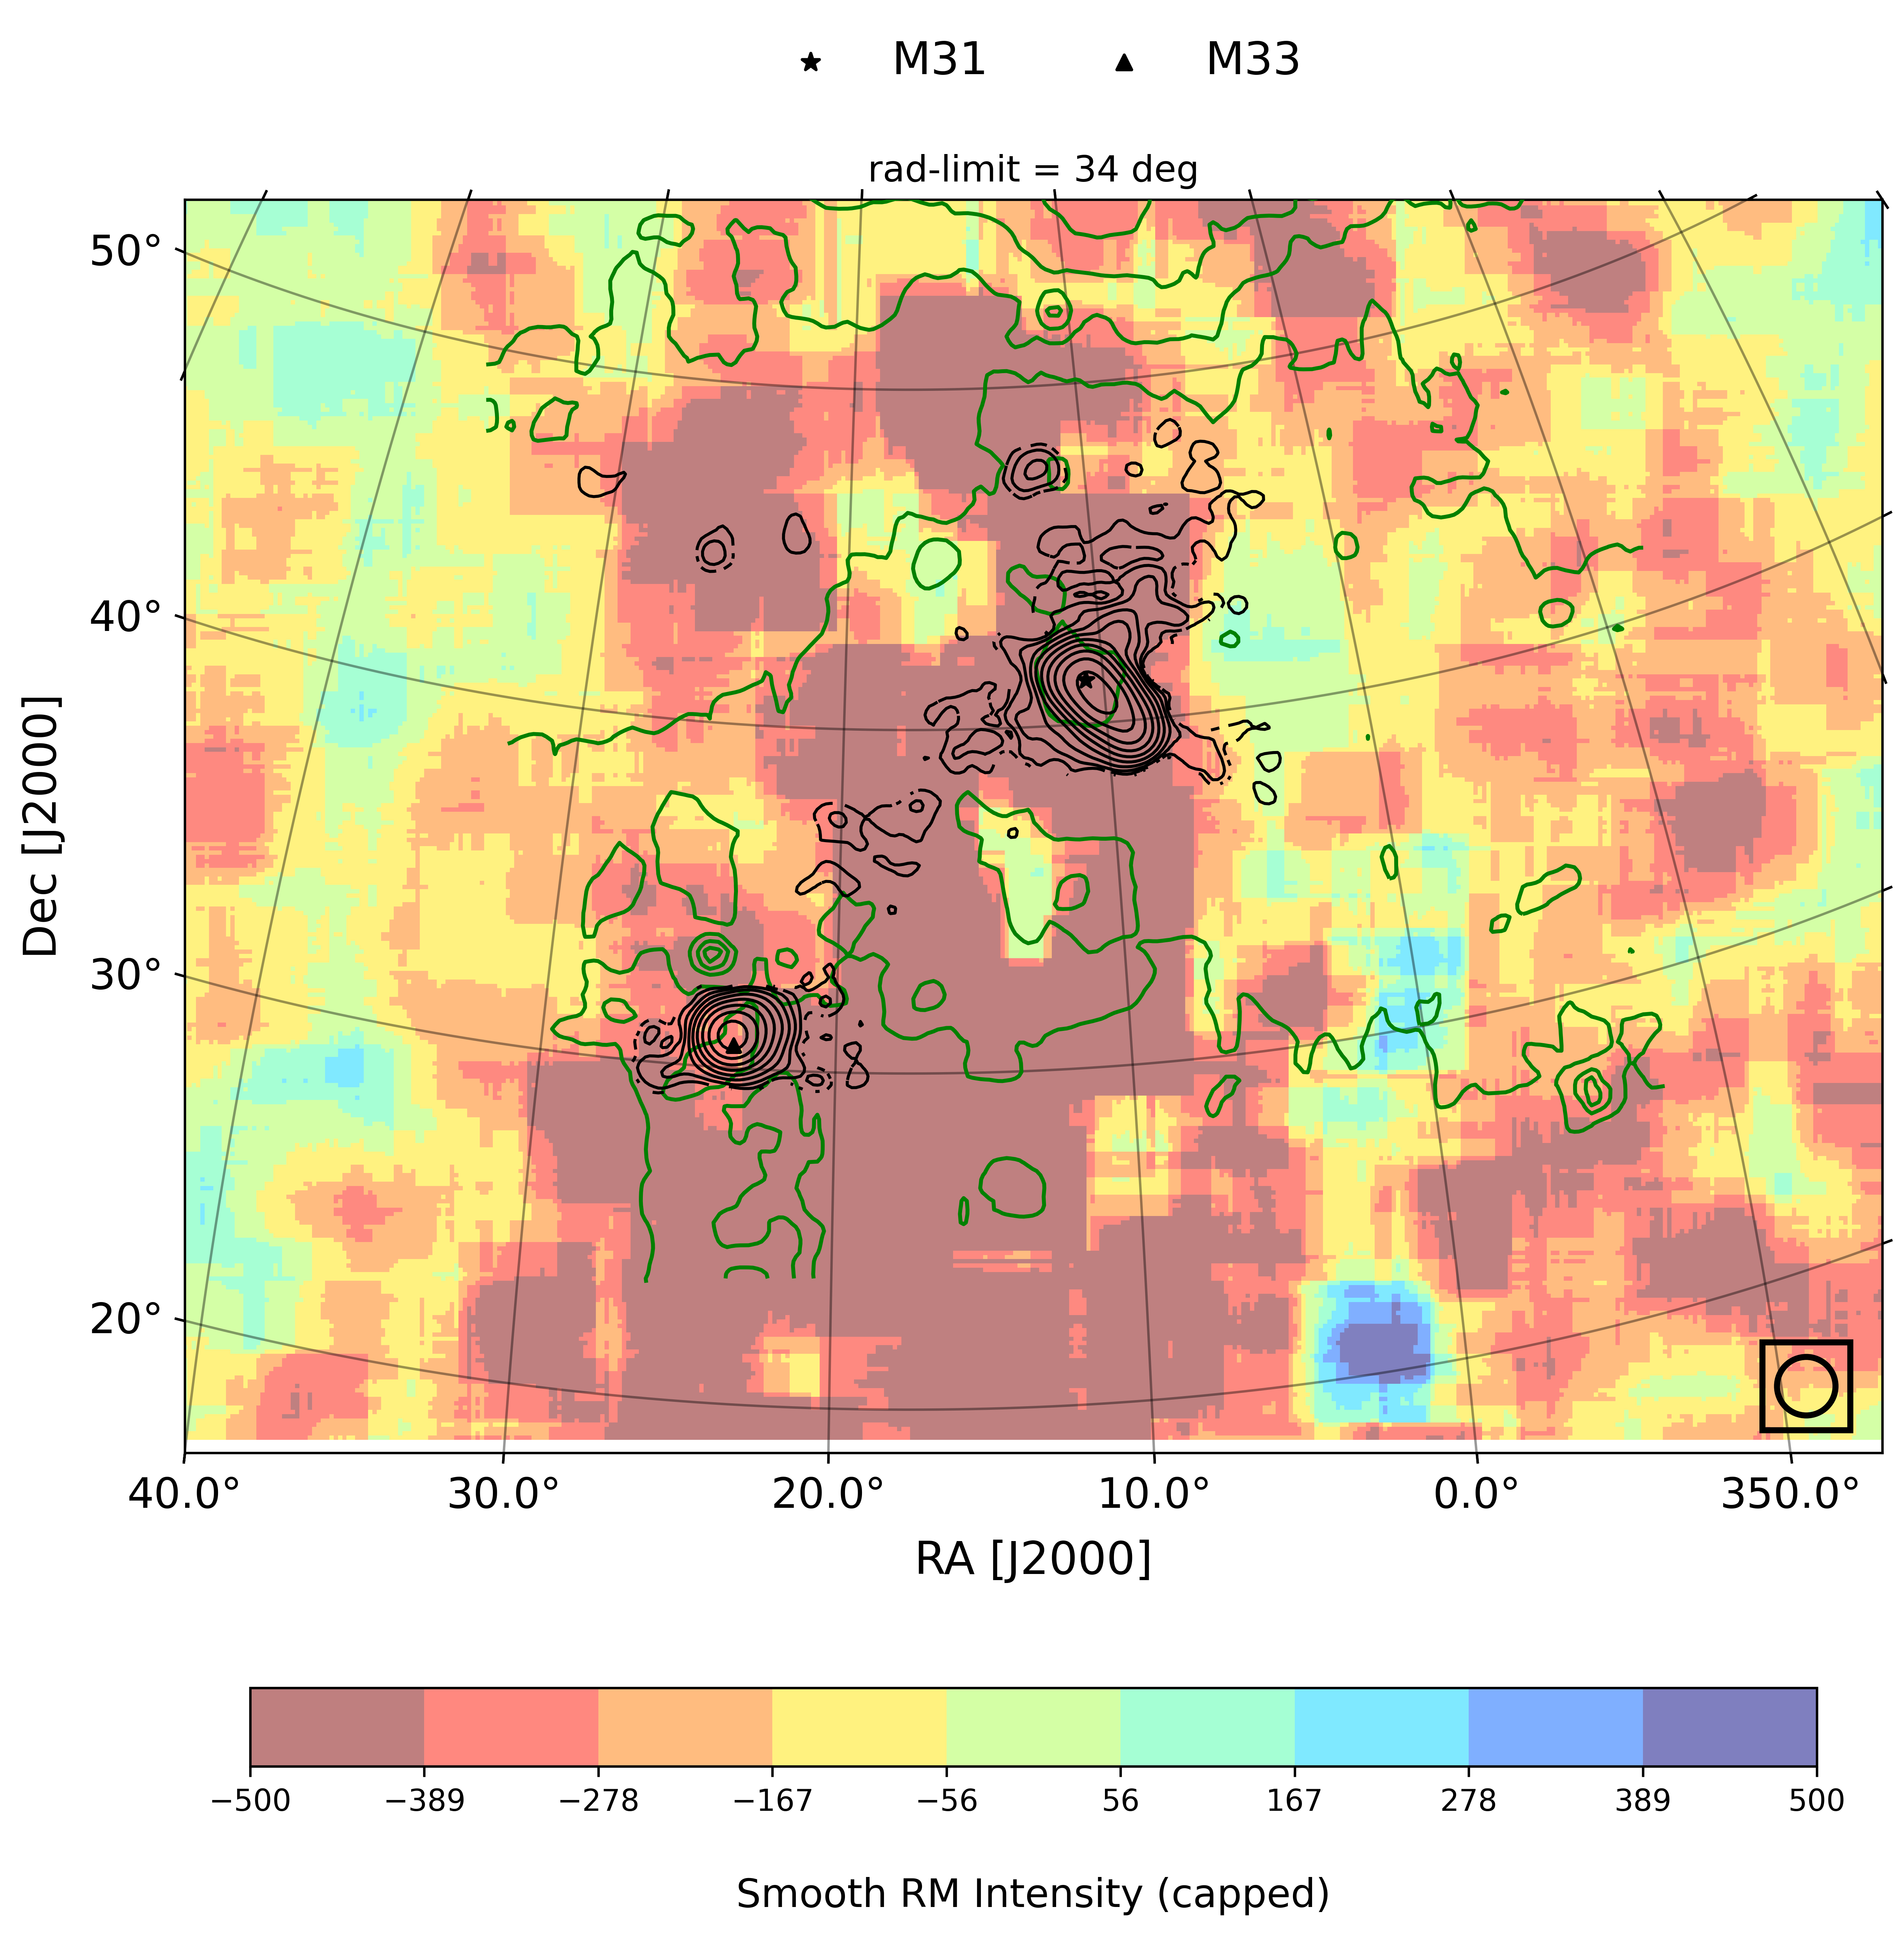 M31 M33
rad-limit = 34 deg
50°
40°
30°
20°
Dec [J2000]
40.0° 30.0° 20.0° 10.0° 0.0° 350.0°
RA [J2000]
−500 −389 −278 −167 −56 56 167 278 389 500
Smooth RM Intensity (capped)